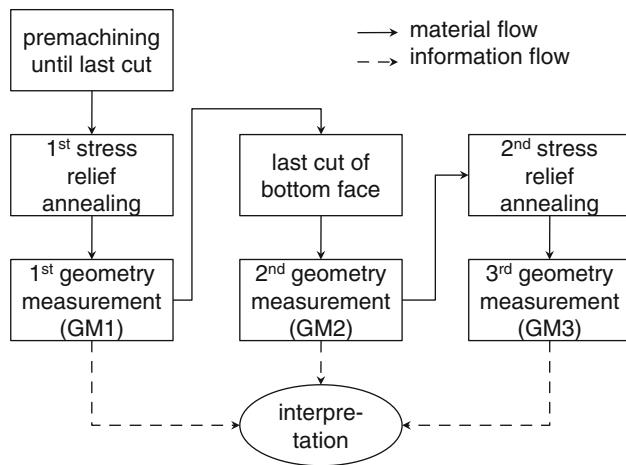 premachining
until last cut
material flow
information flow
1st stress
relief
annealing
last cut of
bottom face
2nd stress
relief
annealing
1st geometry
measurement
(GM1)
2nd geometry
measurement
(GM2)
3rd geometry
measurement
(GM3)
interpre-
tation